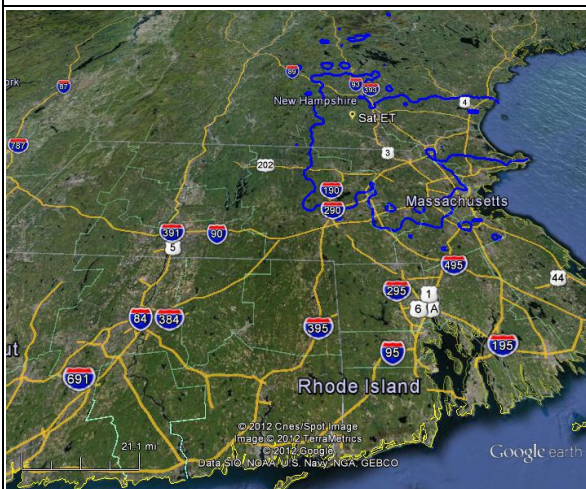 ork
87
89
93
393
New Hampshire
4
Sat ET
787
3
202
190
290
Massachusetts
391
90
5
495
44
295
1
6 A
84
384
395
195
ut
95
691
Rhode Island
© 2012 Cnes/Spot Image
Image © 2012 TerraMetrics
© 2012 Google
Data SIO, NOAA, U.S. Navy, NGA, GEBCO
21.1 mi
Google earth